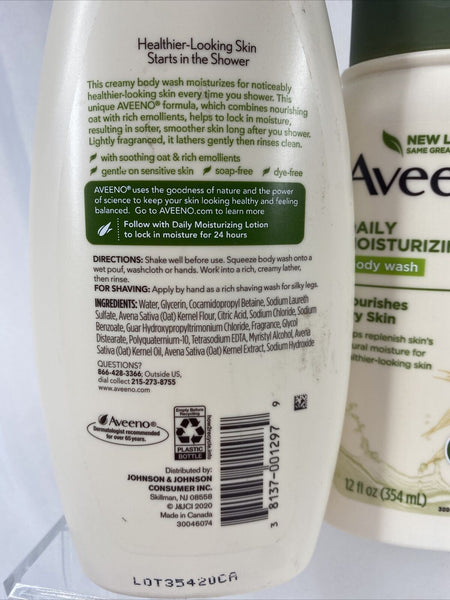 Healthier-Looking Skin
Starts in the Shower
This creamy body wash moisturizes for noticeably
healthier-looking skin every time you shower. This
unique AVEENO® formula, which combines nourishing
oat with rich emollients, helps to lock in moisture,
resulting in softer, smoother skin long after you shower.
Lightly fragranced, it lathers gently then rinses clean.
with soothing oat & rich emollients
gentle on sensitive skin soap-free dye-free
AVEENO® uses the goodness of nature and the power
of science to keep your skin looking healthy and feeling
balanced. Go to AVEENO.com to learn more
Follow with Daily Moisturizing Lotion
to lock in moisture for 24 hours
DIRECTIONS: Shake well before use. Squeeze body wash onto a
wet pouf, washcloth or hands. Work into a rich, creamy lather,
then rinse.
FOR SHAVING: Apply by hand as a rich shaving wash for silky legs.
INGREDIENTS: Water, Glycerin, Cocamidopropyl Betaine, Sodium Laureth
Sulfate, Avena Sativa (Oat) Kernel Flour, Citric Acid, Sodium Chloride, Sodium
Benzoate, Guar Hydroxypropyltrimonium Chloride, Fragrance, Glycol
Distearate, Polyquaternium-10, Tetrasodium EDTA, Myristyl Alcohol, Avena
Sativa (Oat) Kernel Oil, Avena Sativa (Oat) Kernel Extract, Sodium Hydroxide
QUESTIONS?
866-428-3366; Outside US,
dial collect 215-273-8755
www.aveeno.com
Aveeno®
Dermatologist recommended
for over 65 years.
Empty Before
Recycling
PLASTIC
BOTTLE
how2recycle.info
Distributed by:
JOHNSON & JOHNSON
CONSUMER INC.
Skillman, NJ 08558
© J&JCI 2020
Made in Canada
30046074
3 8137-001297 9
LOT35420CA
NEW L
SAME GREA
Avee
DAILY
MOISTURIZIN
body wash
ourishes
ry Skin
ps replenish skin's
ural moisture for
lthier-looking skin
12 fl oz (354 mL)